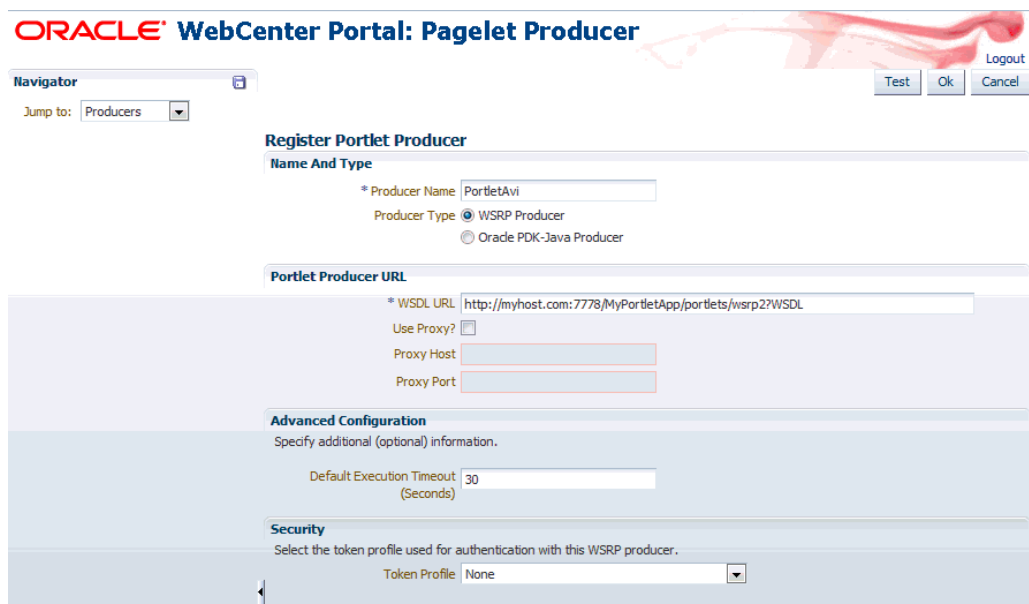 ORACLE® WebCenter Portal: Pagelet Producer
Logout
Navigator
Test Ok Cancel
Jump to: Producers
Register Portlet Producer
Name And Type
* Producer Name PortletAvi
Producer Type WSRP Producer
Oracle PDK-Java Producer
Portlet Producer URL
* WSDL URL http://myhost.com:7778/MyPortletApp/portlets/wsrp2?WSDL
Use Proxy?
Proxy Host
Proxy Port
Advanced Configuration
Specify additional (optional) information.
Default Execution Timeout 30
(Seconds)
Security
Select the token profile used for authentication with this WSRP producer.
Token Profile None